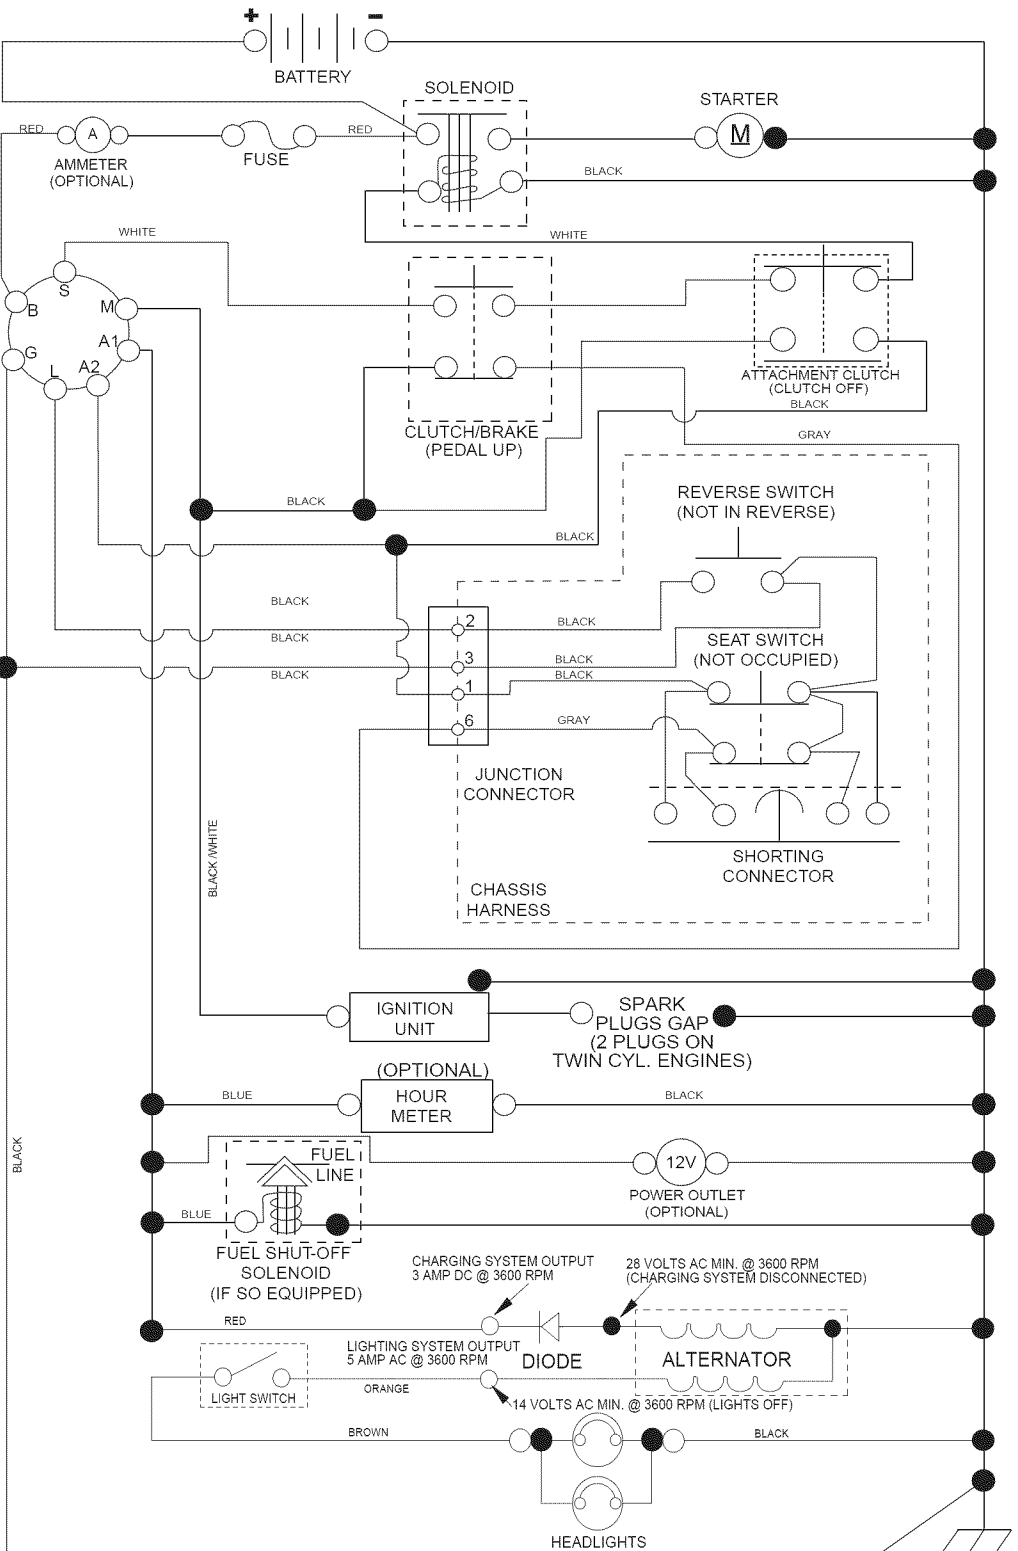 + −
BATTERY
SOLENOID
STARTER
RED
A
RED
M
AMMETER
(OPTIONAL)
FUSE
BLACK
WHITE
WHITE
S
B
M
G
A1
L
A2
ATTACHMENT CLUTCH
(CLUTCH OFF)
BLACK
CLUTCH/BRAKE
(PEDAL UP)
GRAY
BLACK
REVERSE SWITCH
(NOT IN REVERSE)
BLACK
BLACK
2
BLACK
BLACK
SEAT SWITCH
(NOT OCCUPIED)
3
BLACK
BLACK
1
BLACK
6
GRAY
JUNCTION
CONNECTOR
SHORTING
CONNECTOR
BLACK/WHITE
CHASSIS
HARNESS
IGNITION
UNIT
SPARK
PLUGS GAP
(2 PLUGS ON
TWIN CYL. ENGINES)
(OPTIONAL)
HOUR
METER
BLUE
BLACK
BLACK
FUEL
LINE
12V
POWER OUTLET
(OPTIONAL)
BLUE
FUEL SHUT-OFF
SOLENOID
(IF SO EQUIPPED)
CHARGING SYSTEM OUTPUT
3 AMP DC @ 3600 RPM
28 VOLTS AC MIN. @ 3600 RPM
(CHARGING SYSTEM DISCONNECTED)
RED
LIGHTING SYSTEM OUTPUT
5 AMP AC @ 3600 RPM
DIODE
ALTERNATOR
LIGHT SWITCH
ORANGE
14 VOLTS AC MIN. @ 3600 RPM (LIGHTS OFF)
BROWN
BLACK
HEADLIGHTS